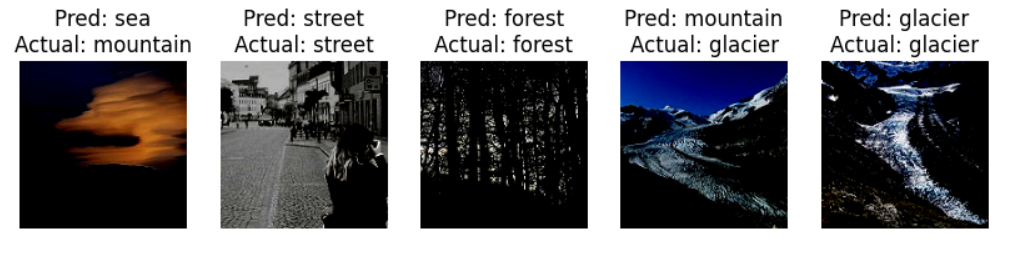 Pred: sea
Actual: mountain
Pred: street
Actual: street
Pred: forest
Actual: forest
Pred: mountain
Actual: glacier
Pred: glacier
Actual: glacier